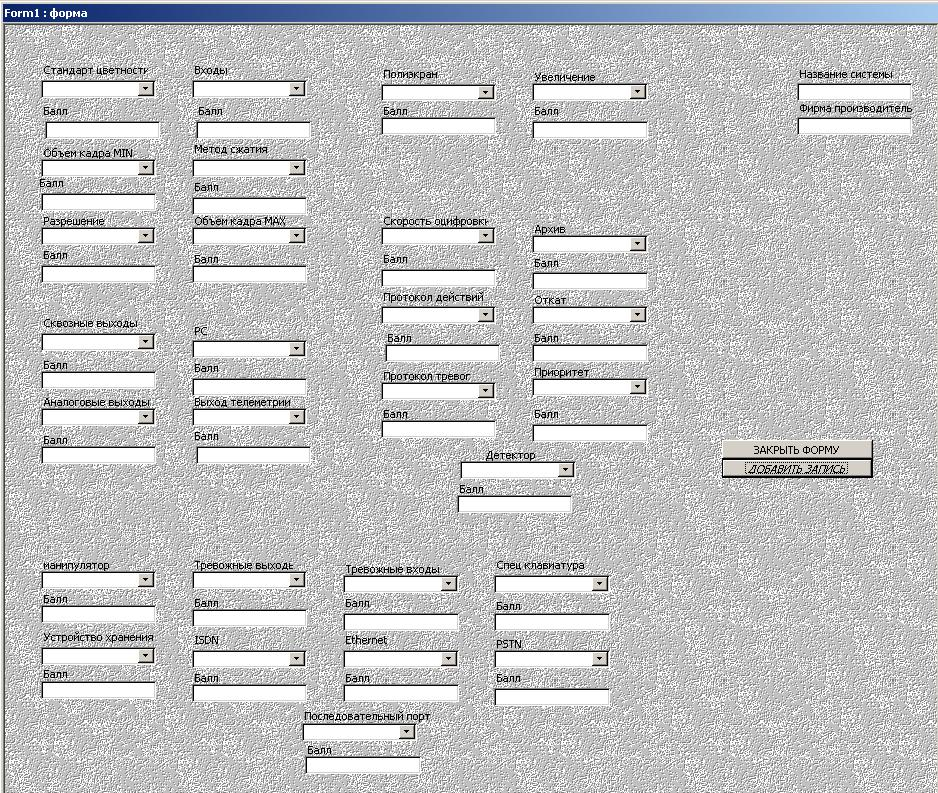 Form1 : форма
Стандарт цветности
Входы
Полиэкран
Увеличение
Название системы
Балл
Балл
Балл
Балл
Фирма производитель
Объем кадра MIN
Метод сжатия
Балл
Балл
Разрешение
Объем кадра MAX
Скорость оцифровки
Архив
Балл
Балл
Балл
Балл
Протокол действий
Откат
Сквозные выходы
PC
Балл
Балл
Балл
Балл
Протокол тревог
Приоритет
Аналоговые выходы
Выход телеметрии
Балл
Балл
Балл
Балл
Детектор
ЗАКРЫТЬ ФОРМУ
ДОБАВИТЬ ЗАПИСЬ
Балл
манипулятор
Тревожные выходы
Тревожные входы
Спец клавиатура
Балл
Балл
Балл
Балл
Устройство хранения
ISDN
Ethernet
PSTN
Балл
Балл
Балл
Балл
Последовательный порт
Балл